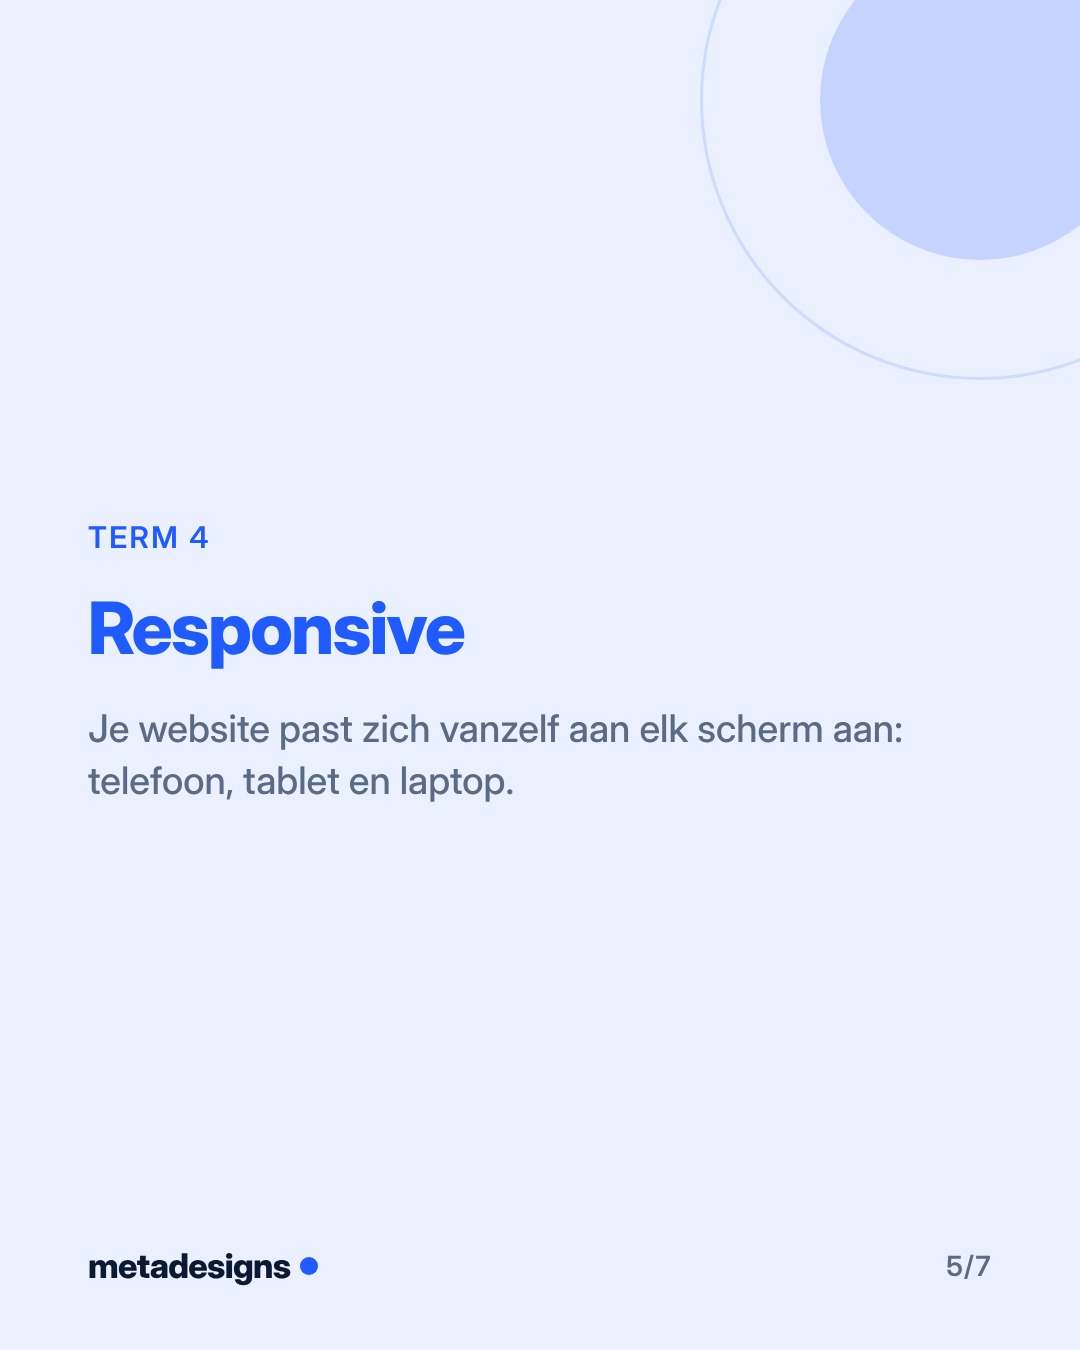 TERM 4
Responsive
Je website past zich vanzelf aan elk scherm aan:
telefoon, tablet en laptop.
metadesigns
5/7